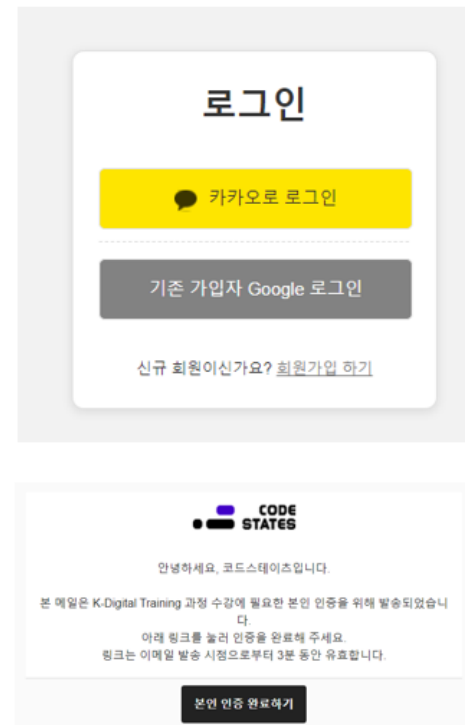 로그인
카카오로 로그인
기존 가입자 Google 로그인
신규 회원이신가요? 회원가입 하기
CODE
STATES
안녕하세요, 코드스테이츠입니다.
본 메일은 K-Digital Training 과정 수강에 필요한 본인 인증을 위해 발송되었습니
다.
아래 링크를 눌러 인증을 완료해 주세요.
링크는 이메일 발송 시점으로부터 3분 동안 유효합니다.
본인 인증 완료하기